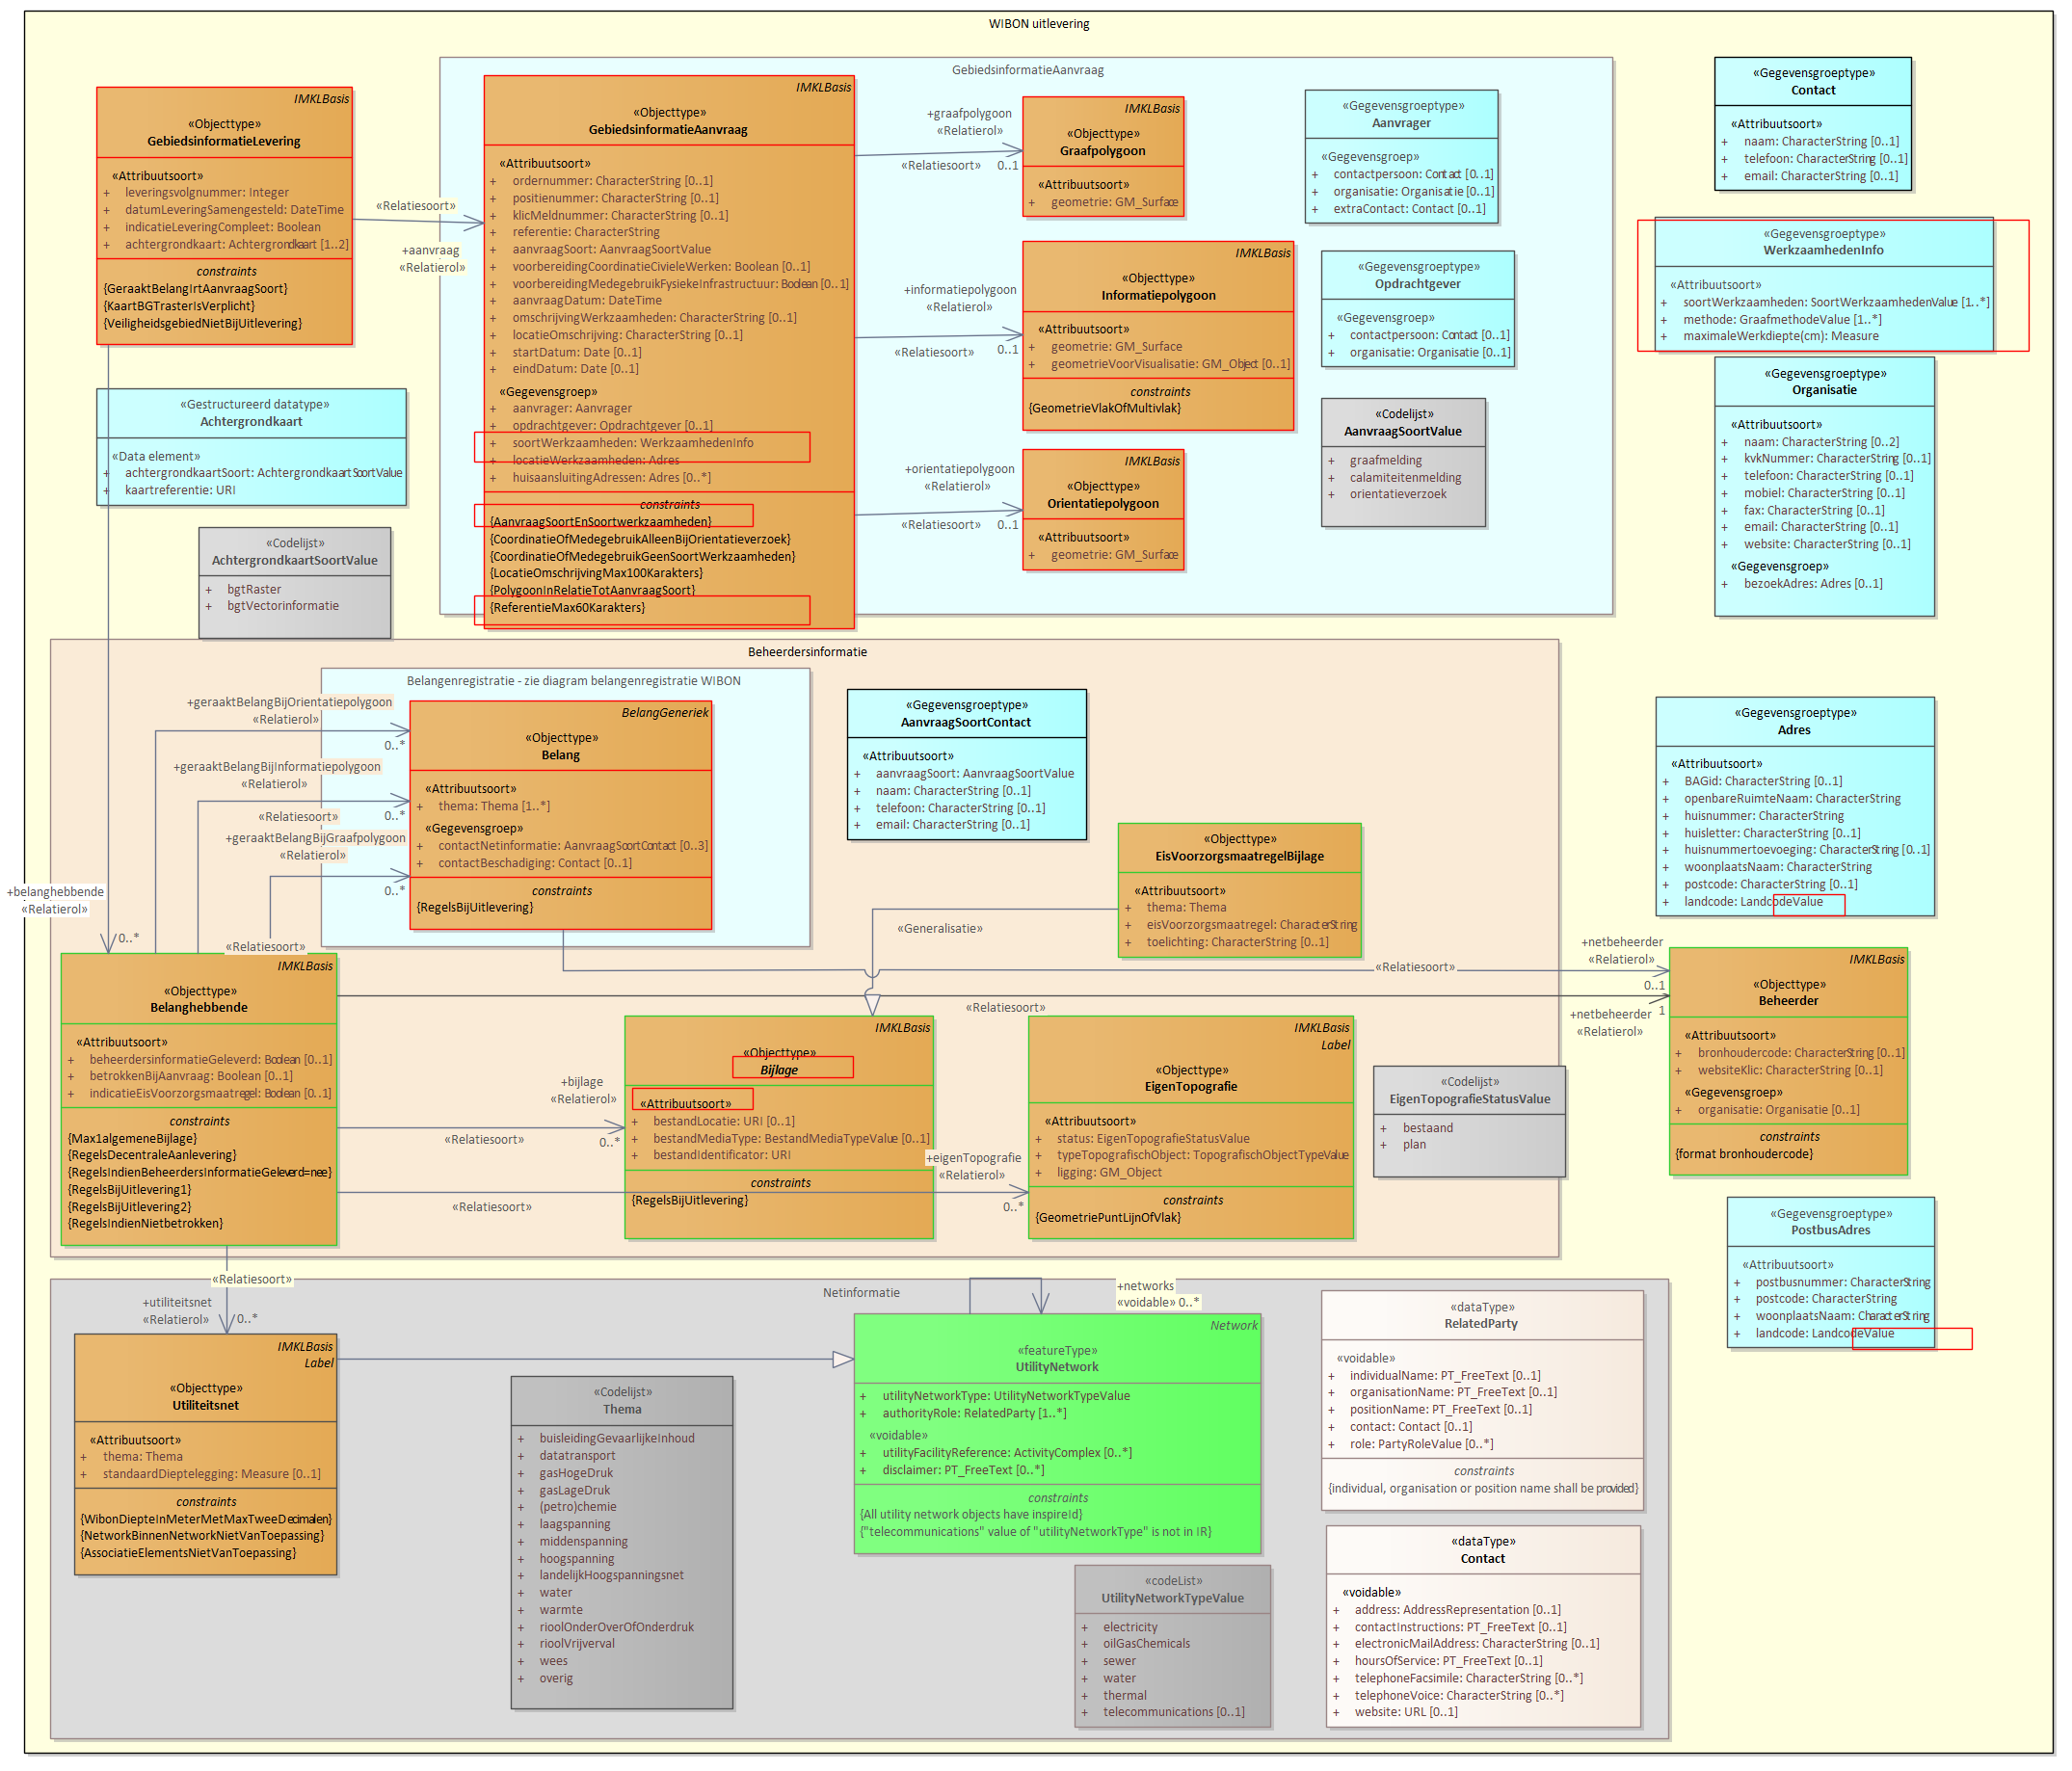 WIBON uitlevering
IMKLBasis
«Objecttype»
GebiedsinformatieLevering
«Attribuutsoort»
+ leveringsvolgnummer: Integer
+ datumLeveringSamengesteld: DateTime
+ indicatieLeveringCompleet: Boolean
+ achtergrondkaart: Achtergrondkaart [1..2]
constraints
{GeraaktBelangIrtAanvraagSoort}
{KaartBGTrasterIsVerplicht}
{VeiligheidsgebiedNietBijUitlevering}
«Relatiesoort»
+aanvraag
«Relatierol»
«Gestructureerd datatype»
Achtergrondkaart
«Data element»
+ achtergrondkaartSoort: AchtergrondkaartSoortValue
+ kaartreferentie: URI
«Codelijst»
AchtergrondkaartSoortValue
+ bgtRaster
+ bgtVectorinformatie
GebiedsinformatieAanvraag
IMKLBasis
«Objecttype»
GebiedsinformatieAanvraag
«Attribuutsoort»
+ ordernummer: CharacterString [0..1]
+ positienummer: CharacterString [0..1]
+ klicMeldnummer: CharacterString [0..1]
+ referentie: CharacterString
+ aanvraagSoort: AanvraagSoortValue
+ voorbereidingCoordinatieCivieleWerken: Boolean [0..1]
+ voorbereidingMedegebruikFysiekeInfrastructuur: Boolean [0..1]
+ aanvraagDatum: DateTime
+ omschrijvingWerkzaamheden: CharacterString [0..1]
+ locatieOmschrijving: CharacterString [0..1]
+ startDatum: Date [0..1]
+ eindDatum: Date [0..1]
«Gegevensgroep»
+ aanvrager: Aanvrager
+ opdrachtgever: Opdrachtgever [0..1]
+ soortWerkzaamheden: WerkzaamhedenInfo
+ locatieWerkzaamheden: Adres
+ huisaansluitingAdressen: Adres [0..*]
constraints
{AanvraagSoortEnSoortwerkzaamheden}
{CoordinatieOfMedegebruikAlleenBijOrientatieverzoek}
{CoordinatieOfMedegebruikGeenSoortWerkzaamheden}
{LocatieOmschrijvingMax100Karakters}
{PolygoonInRelatieTotAanvraagSoort}
{ReferentieMax60Karakters}
+graafpolygoon
«Relatierol»
«Relatiesoort» 0..1
IMKLBasis
«Objecttype»
Graafpolygoon
«Attribuutsoort»
+ geometrie: GM_Surface
+informatiepolygoon
«Relatierol»
«Relatiesoort» 0..1
IMKLBasis
«Objecttype»
Informatiepolygoon
«Attribuutsoort»
+ geometrie: GM_Surface
+ geometrieVoorVisualisatie: GM_Object [0..1]
constraints
{GeometrieVlakOfMultivlak}
+orientatiepolygoon
«Relatierol»
«Relatiesoort» 0..1
IMKLBasis
«Objecttype»
Orientatiepolygoon
«Attribuutsoort»
+ geometrie: GM_Surface
«Gegevensgroeptype»
Aanvrager
«Gegevensgroep»
+ contactpersoon: Contact [0..1]
+ organisatie: Organisatie [0..1]
+ extraContact: Contact [0..1]
«Gegevensgroeptype»
Opdrachtgever
«Gegevensgroep»
+ contactpersoon: Contact [0..1]
+ organisatie: Organisatie [0..1]
«Codelijst»
AanvraagSoortValue
+ graafmelding
+ calamiteitenmelding
+ orientatieverzoek
«Gegevensgroeptype»
Contact
«Attribuutsoort»
+ naam: CharacterString [0..1]
+ telefoon: CharacterString [0..1]
+ email: CharacterString [0..1]
«Gegevensgroeptype»
WerkzaamhedenInfo
«Attribuutsoort»
+ soortWerkzaamheden: SoortWerkzaamhedenValue [1..*]
+ methode: GraafmethodeValue [1..*]
+ maximaleWerkdiepte(cm): Measure
«Gegevensgroeptype»
Organisatie
«Attribuutsoort»
+ naam: CharacterString [0..2]
+ kvkNummer: CharacterString [0..1]
+ telefoon: CharacterString [0..1]
+ mobiel: CharacterString [0..1]
+ fax: CharacterString [0..1]
+ email: CharacterString [0..1]
+ website: CharacterString [0..1]
«Gegevensgroep»
+ bezoekAdres: Adres [0..1]
Beheerdersinformatie
Belangenregistratie - zie diagram belangenregistratie WIBON
+geraaktBelangBijOrientatiepolygoon
«Relatierol»
0..*
+geraaktBelangBijInformatiepolygoon
«Relatierol»
«Relatiesoort» 0..*
+geraaktBelangBijGraafpolygoon
«Relatierol»
0..*
«Relatiesoort»
BelangGeneriek
«Objecttype»
Belang
«Attribuutsoort»
+ thema: Thema [1..*]
«Gegevensgroep»
+ contactNetinformatie: AanvraagSoortContact [0..3]
+ contactBeschadiging: Contact [0..1]
constraints
{RegelsBijUitlevering}
«Gegevensgroeptype»
AanvraagSoortContact
«Attribuutsoort»
+ aanvraagSoort: AanvraagSoortValue
+ naam: CharacterString [0..1]
+ telefoon: CharacterString [0..1]
+ email: CharacterString [0..1]
«Objecttype»
EisVoorzorgsmaatregelBijlage
«Attribuutsoort»
+ thema: Thema
+ eisVoorzorgsmaatregel: CharacterString
+ toelichting: CharacterString [0..1]
«Generalisatie»
«Gegevensgroeptype»
Adres
«Attribuutsoort»
+ BAGid: CharacterString [0..1]
+ openbareRuimteNaam: CharacterString
+ huisnummer: CharacterString
+ huisletter: CharacterString [0..1]
+ huisnummertoevoeging: CharacterString [0..1]
+ woonplaatsNaam: CharacterString
+ postcode: CharacterString [0..1]
+ landcode: LandcodeValue
+belanghebbende
«Relatierol»
0..*
IMKLBasis
«Objecttype»
Belanghebbende
«Attribuutsoort»
+ beheerdersinformatieGeleverd: Boolean [0..1]
+ betrokkenBijAanvraag: Boolean [0..1]
+ indicatieEisVoorzorgsmaatregel: Boolean [0..1]
constraints
{Max1algemeneBijlage}
{RegelsDecentraleAanlevering}
{RegelsIndienBeheerdersInformatieGeleverd=nee}
{RegelsBijUitlevering1}
{RegelsBijUitlevering2}
{RegelsIndienNietbetrokken}
+bijlage
«Relatierol»
«Relatiesoort» 0..*
IMKLBasis
«Objecttype»
Bijlage
«Attribuutsoort»
+ bestandLocatie: URI [0..1]
+ bestandMediaType: BestandMediaTypeValue [0..1]
+ bestandIdentificator: URI
constraints
{RegelsBijUitlevering}
+eigenTopografie
«Relatierol»
«Relatiesoort» 0..*
IMKLBasis
Label
«Objecttype»
EigenTopografie
«Attribuutsoort»
+ status: EigenTopografieStatusValue
+ typeTopografischObject: TopografischObjectTypeValue
+ ligging: GM_Object
constraints
{GeometriePuntLijnOfVlak}
«Codelijst»
EigenTopografieStatusValue
+ bestaand
+ plan
+netbeheerder
«Relatierol»
«Relatiesoort»
0..1
«Relatiesoort»
1
+netbeheerder
«Relatierol»
IMKLBasis
«Objecttype»
Beheerder
«Attribuutsoort»
+ bronhoudercode: CharacterString [0..1]
+ websiteKlic: CharacterString [0..1]
«Gegevensgroep»
+ organisatie: Organisatie [0..1]
constraints
{format bronhoudercode}
«Gegevensgroeptype»
PostbusAdres
«Attribuutsoort»
+ postbusnummer: CharacterString
+ postcode: CharacterString
+ woonplaatsNaam: CharacterString
+ landcode: LandcodeValue
«Relatiesoort»
+utiliteitsnet
«Relatierol» 0..*
Netinformatie
IMKLBasis
Label
«Objecttype»
Utiliteitsnet
«Attribuutsoort»
+ thema: Thema
+ standaardDieptelegging: Measure [0..1]
constraints
{WibonDiepteInMeterMetMaxTweeDecimalen}
{NetworkBinnenNetworkNietVanToepassing}
{AssociatieElementsNietVanToepassing}
«Codelijst»
Thema
+ buisleidingGevaarlijkeInhoud
+ datatransport
+ gasHogeDruk
+ gasLageDruk
+ (petro)chemie
+ laagspanning
+ middenspanning
+ hoogspanning
+ landelijkHoogspanningsnet
+ water
+ warmte
+ rioolOnderOverOfOnderdruk
+ rioolVrijverval
+ wees
+ overig
+networks
«voidable» 0..*
Network
«featureType»
UtilityNetwork
+ utilityNetworkType: UtilityNetworkTypeValue
+ authorityRole: RelatedParty [1..*]
«voidable»
+ utilityFacilityReference: ActivityComplex [0..*]
+ disclaimer: PT_FreeText [0..*]
constraints
{All utility network objects have inspireId}
{"telecommunications" value of "utilityNetworkType" is not in IR}
«codeList»
UtilityNetworkTypeValue
+ electricity
+ oilGasChemicals
+ sewer
+ water
+ thermal
+ telecommunications [0..1]
«dataType»
RelatedParty
«voidable»
+ individualName: PT_FreeText [0..1]
+ organisationName: PT_FreeText [0..1]
+ positionName: PT_FreeText [0..1]
+ contact: Contact [0..1]
+ role: PartyRoleValue [0..*]
constraints
{individual, organisation or position name shall be provided}
«dataType»
Contact
«voidable»
+ address: AddressRepresentation [0..1]
+ contactInstructions: PT_FreeText [0..1]
+ electronicMailAddress: CharacterString [0..1]
+ hoursOfService: PT_FreeText [0..1]
+ telephoneFacsimile: CharacterString [0..*]
+ telephoneVoice: CharacterString [0..*]
+ website: URL [0..1]